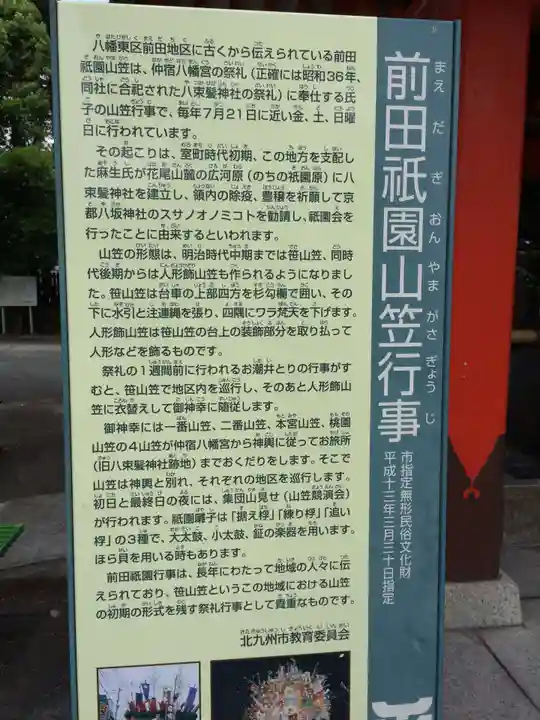 前田祇園山笠行事
まえだぎおんやまがさぎょうじ
市指定無形民俗文化財
平成十三年三月三十日指定
八幡東区前田地区に古くから伝えられている前田
祇園山笠は、仲宿八幡宮の祭礼(正確には昭和36年、
同社に合祀された八束髪神社の祭礼)に奉仕する氏
子の山笠行事で、毎年7月21日に近い金、土、日曜
日に行われています。
その起こりは、室町時代初期、この地方を支配し
た麻生氏が花尾山麓の広河原(のちの祇園原)に八
束髪神社を建立し、領内の除疫、豊穣を祈願して京
都八坂神社のスサノオノミコトを勧請し、祇園会を
行ったことに由来するといわれます。
山笠の形態は、明治時代中期までは笹山笠、同時
代後期からは人形飾山笠も作られるようになりまし
た。笹山笠は台車の上部四方を杉勾欄で囲い、その
下に水引と注連縄を張り、四隅にワラ梵天を下げます。
人形飾山笠は笹山笠の台上の装飾部分を取り払って
人形などを飾るものです。
祭礼の1週間前に行われるお潮井とりの行事がす
むと、笹山笠で地区内を巡行し、そのあと人形飾山
笠に衣替えして御神幸に随従します。
御神幸には一番山笠、二番山笠、本宮山笠、桃園
山笠の4山笠が仲宿八幡宮から神輿に従ってお旅所
(旧八束髪神社跡地)までおくだりをします。そこで
山笠は神輿と別れ、それぞれの地区を巡行します。
初日と最終日の夜には、集団山見せ(山笠競演会)
が行われます。祇園囃子は「据え桴」「練り桴」「追い
桴」の3種で、大太鼓、小太鼓、鉦の楽器を用います。
ほら貝を用いる時もあります。
前田祇園行事は、長年にわたって地域の人々に伝
えられており、笹山笠というこの地域における山笠
の初期の形式を残す祭礼行事として貴重なものです。
北九州市教育委員会